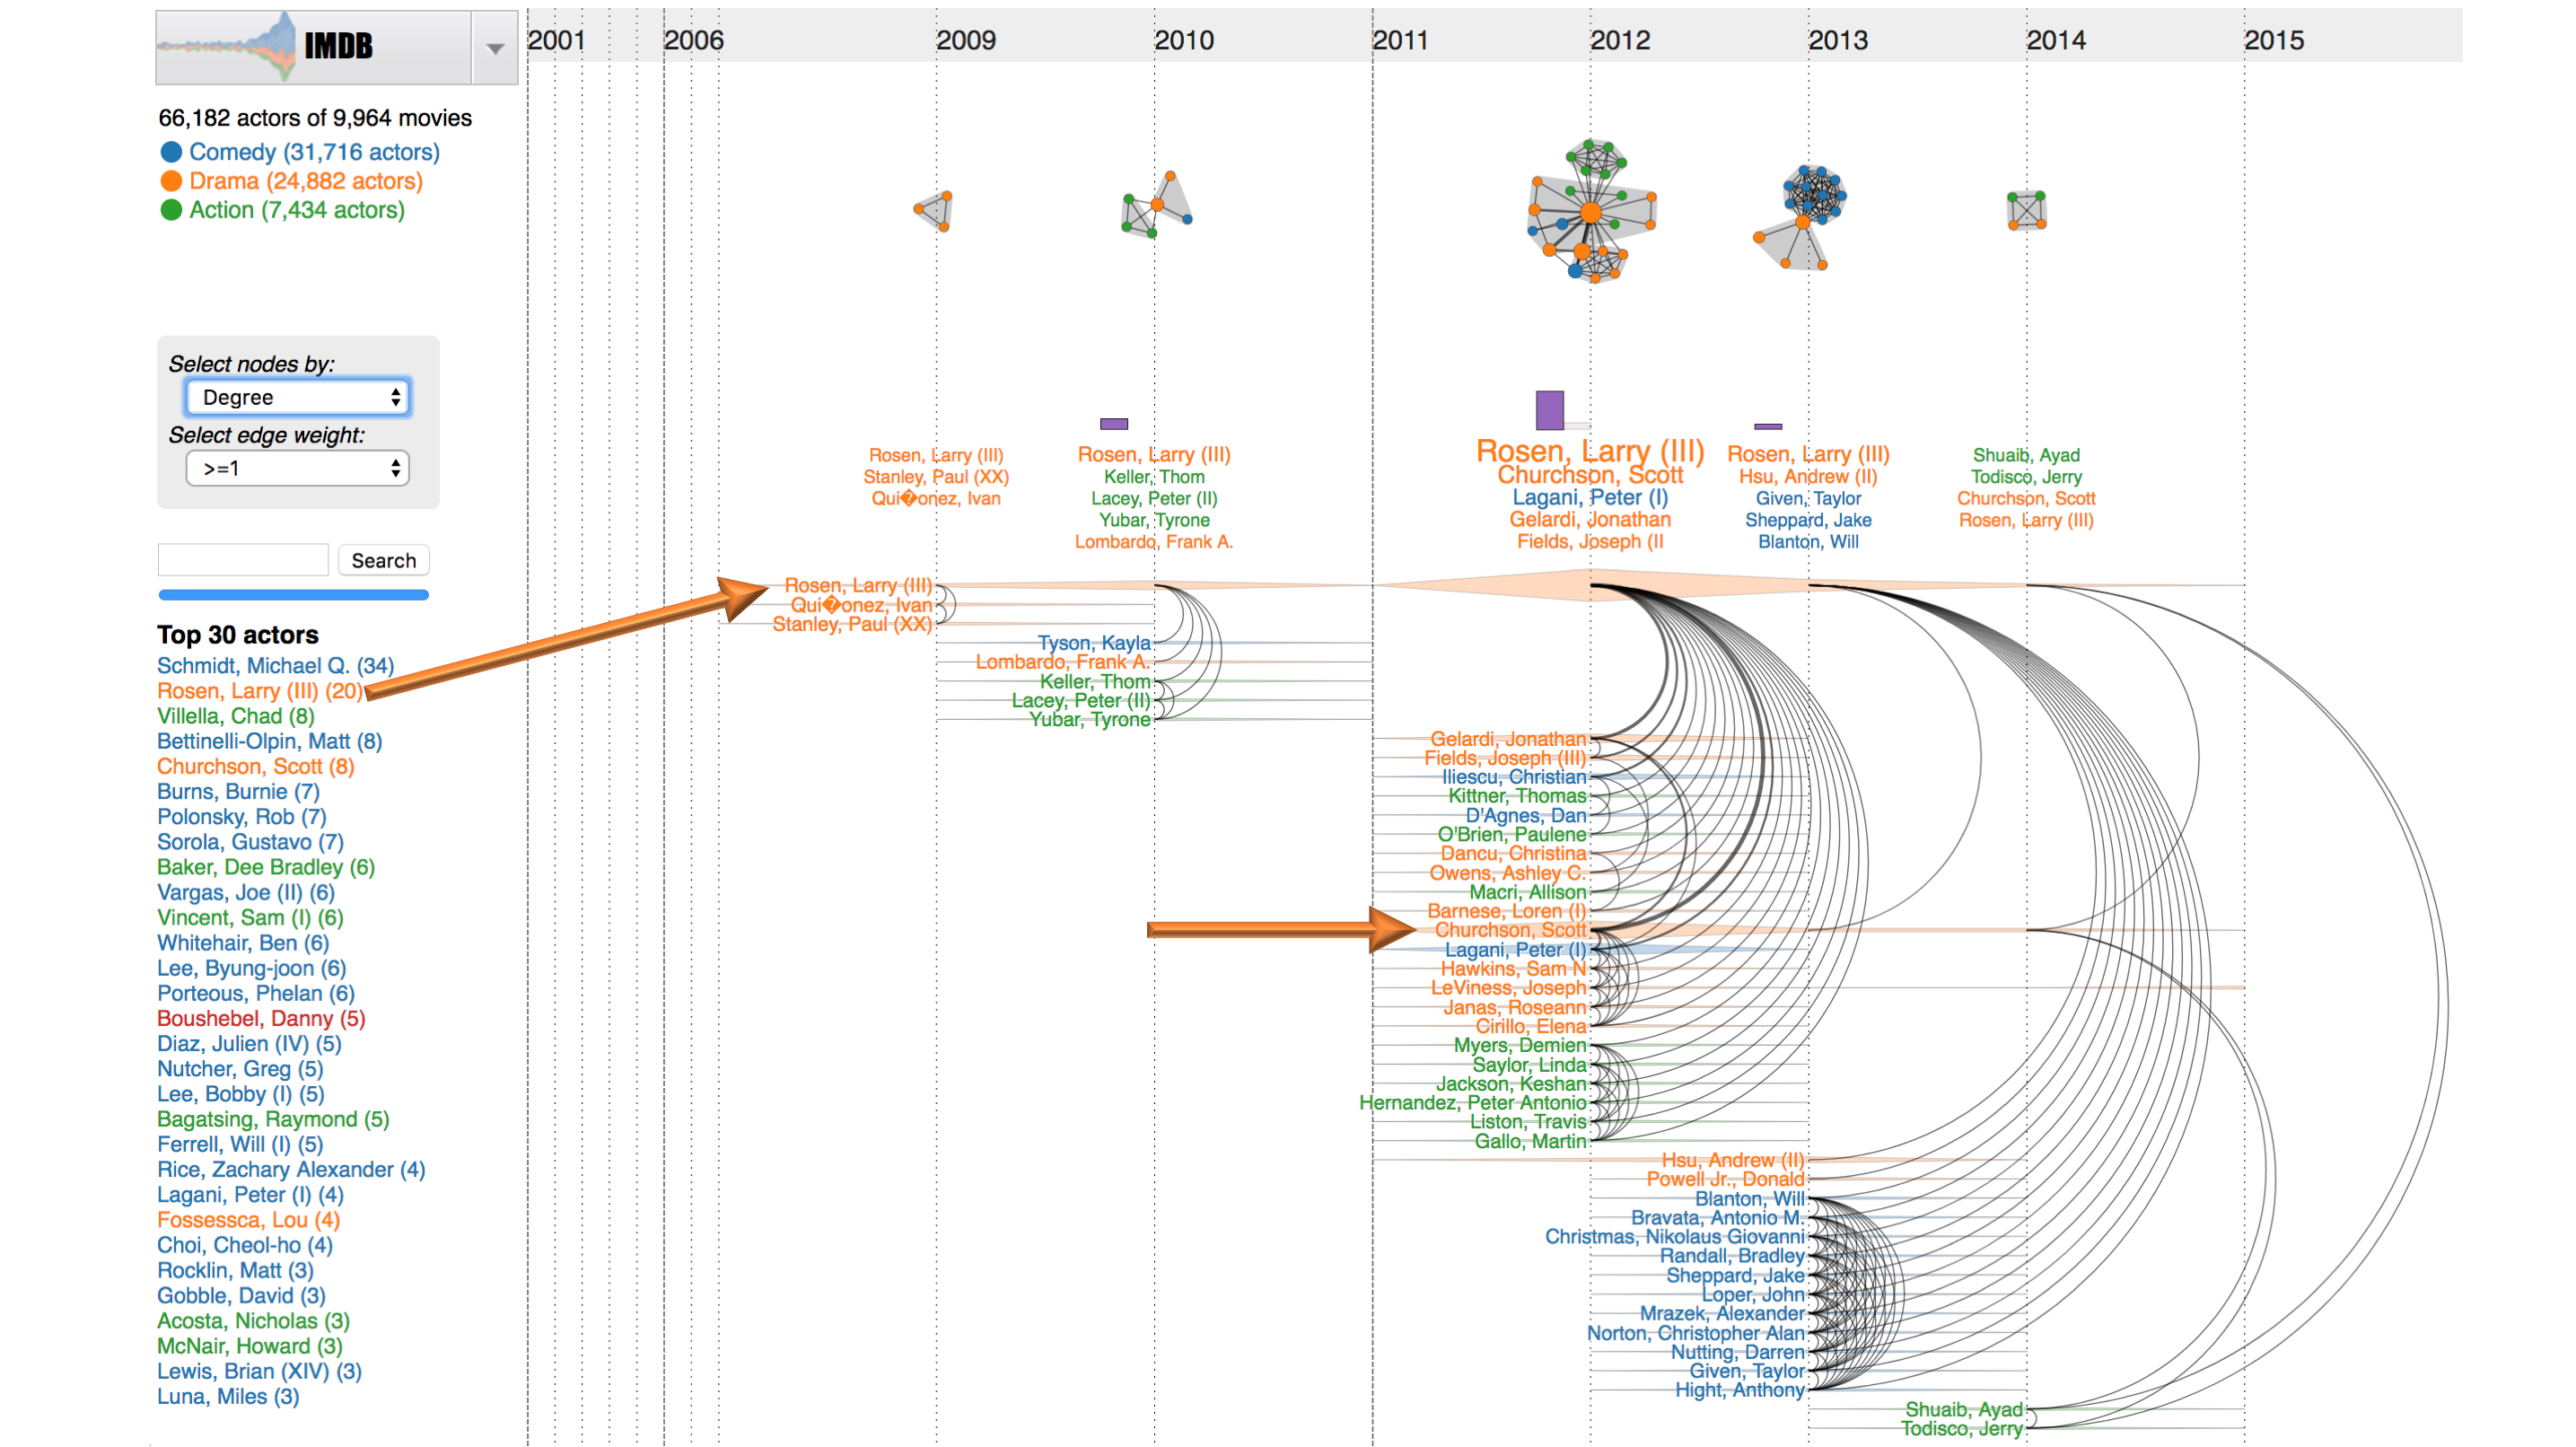 IMDB
2001 2006 2009 2010 2011 2012 2013 2014 2015
66,182 actors of 9,964 movies
Comedy (31,716 actors)
Drama (24,882 actors)
Action (7,434 actors)
Select nodes by:
Degree
Select edge weight:
>=1
Search
Top 30 actors
Schmidt, Michael Q. (34)
Rosen, Larry (III) (20)
Villella, Chad (8)
Bettinelli-Olpin, Matt (8)
Churchson, Scott (8)
Burns, Burnie (7)
Polonsky, Rob (7)
Sorola, Gustavo (7)
Baker, Dee Bradley (6)
Vargas, Joe (II) (6)
Vincent, Sam (I) (6)
Whitehair, Ben (6)
Lee, Byung-joon (6)
Porteous, Phelan (6)
Boushebel, Danny (5)
Diaz, Julien (IV) (5)
Nutcher, Greg (5)
Lee, Bobby (I) (5)
Bagatsing, Raymond (5)
Ferrell, Will (I) (5)
Rice, Zachary Alexander (4)
Lagani, Peter (I) (4)
Fossessca, Lou (4)
Choi, Cheol-ho (4)
Rocklin, Matt (3)
Gobble, David (3)
Acosta, Nicholas (3)
McNair, Howard (3)
Lewis, Brian (XIV) (3)
Luna, Miles (3)
Rosen, Larry (III)
Stanley, Paul (XX)
Qui�onez, Ivan
Rosen, Larry (III)
Keller, Thom
Lacey, Peter (II)
Yubar, Tyrone
Lombardo, Frank A.
Rosen, Larry (III)
Churchson, Scott
Lagani, Peter (I)
Gelardi, Jonathan
Fields, Joseph (II
Rosen, Larry (III)
Hsu, Andrew (II)
Given, Taylor
Sheppard, Jake
Blanton, Will
Shuaib, Ayad
Todisco, Jerry
Churchson, Scott
Rosen, Larry (III)
Rosen, Larry (III)
Qui�onez, Ivan
Stanley, Paul (XX)
Tyson, Kayla
Lombardo, Frank A.
Keller, Thom
Lacey, Peter (II)
Yubar, Tyrone
Gelardi, Jonathan
Fields, Joseph (III)
Iliescu, Christian
Kittner, Thomas
D'Agnes, Dan
O'Brien, Paulene
Dancu, Christina
Owens, Ashley C.
Macri, Allison
Barnese, Loren (I)
Churchson, Scott
Lagani, Peter (I)
Hawkins, Sam N
LeViness, Joseph
Janas, Roseann
Cirillo, Elena
Myers, Demien
Saylor, Linda
Jackson, Keshan
Hernandez, Peter Antonio
Liston, Travis
Gallo, Martin
Hsu, Andrew (II)
Powell Jr., Donald
Blanton, Will
Bravata, Antonio M.
Christmas, Nikolaus Giovanni
Randall, Bradley
Sheppard, Jake
Loper, John
Mrazek, Alexander
Norton, Christopher Alan
Nutting, Darren
Given, Taylor
Hight, Anthony
Shuaib, Ayad
Todisco, Jerry